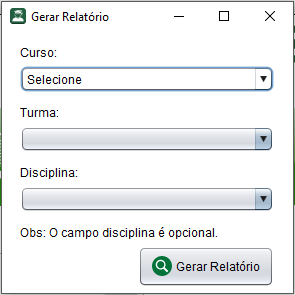 Gerar Relatório
Curso:
Selecione
Turma:
Disciplina:
Obs: O campo disciplina é opcional.
Gerar Relatório